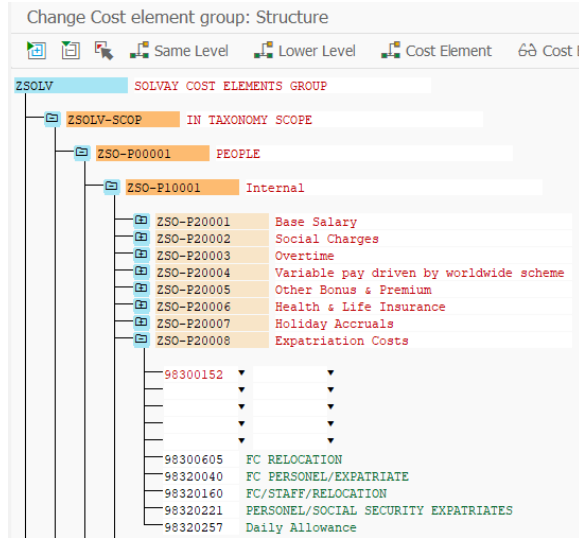 Change Cost element group: Structure
Same Level Lower Level Cost Element Cost
ZSOLV SOLVAY COST ELEMENTS GROUP
ZSOLV-SCOP IN TAXONOMY SCOPE
ZSO-P00001 PEOPLE
ZSO-P10001 Internal
ZSO-P20001 Base Salary
ZSO-P20002 Social Charges
ZSO-P20003 Overtime
ZSO-P20004 Variable pay driven by worldwide scheme
ZSO-P20005 Other Bonus & Premium
ZSO-P20006 Health & Life Insurance
ZSO-P20007 Holiday Accruals
ZSO-P20008 Expatriation Costs
98300152
98300605 FC RELOCATION
98320040 FC PERSONEL/EXPATRIATE
98320160 FC/STAFF/RELOCATION
98320221 PERSONEL/SOCIAL SECURITY EXPATRIATES
98320257 Daily Allowance